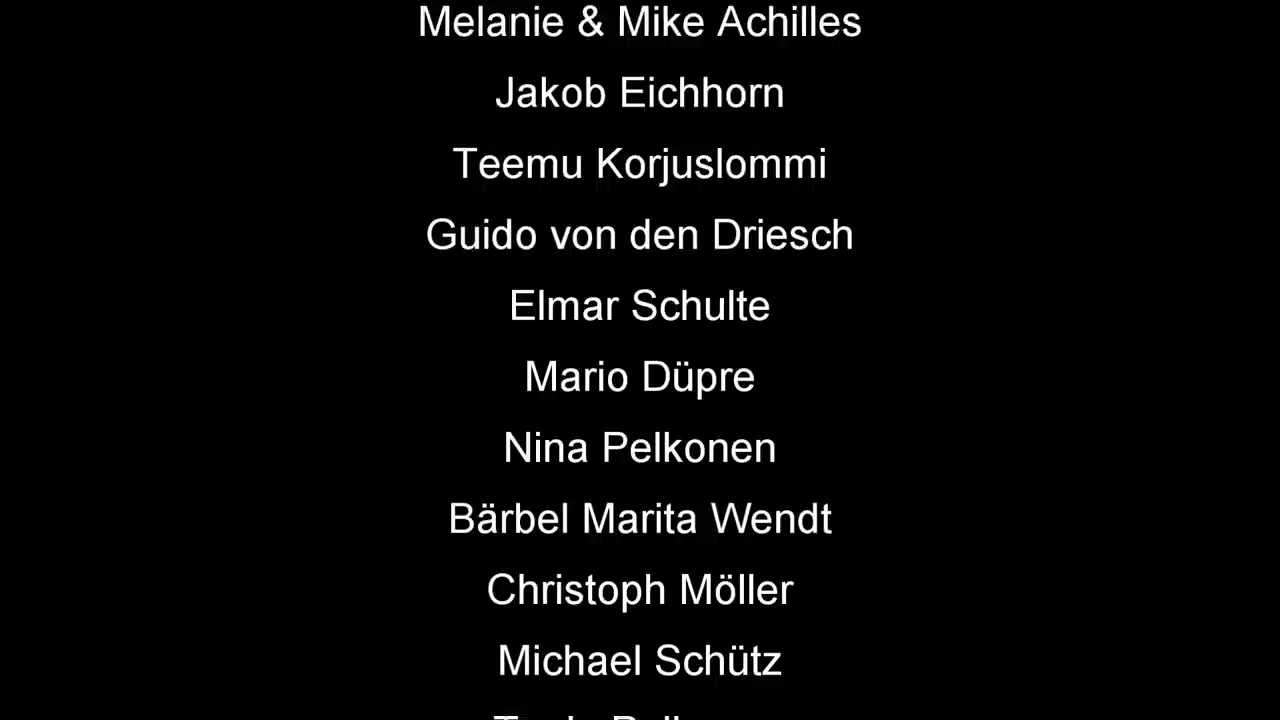 Melanie & Mike Achilles
Jakob Eichhorn
Teemu Korjuslommi
Guido von den Driesch
Elmar Schulte
Mario Düpre
Nina Pelkonen
Bärbel Marita Wendt
Christoph Möller
Michael Schütz